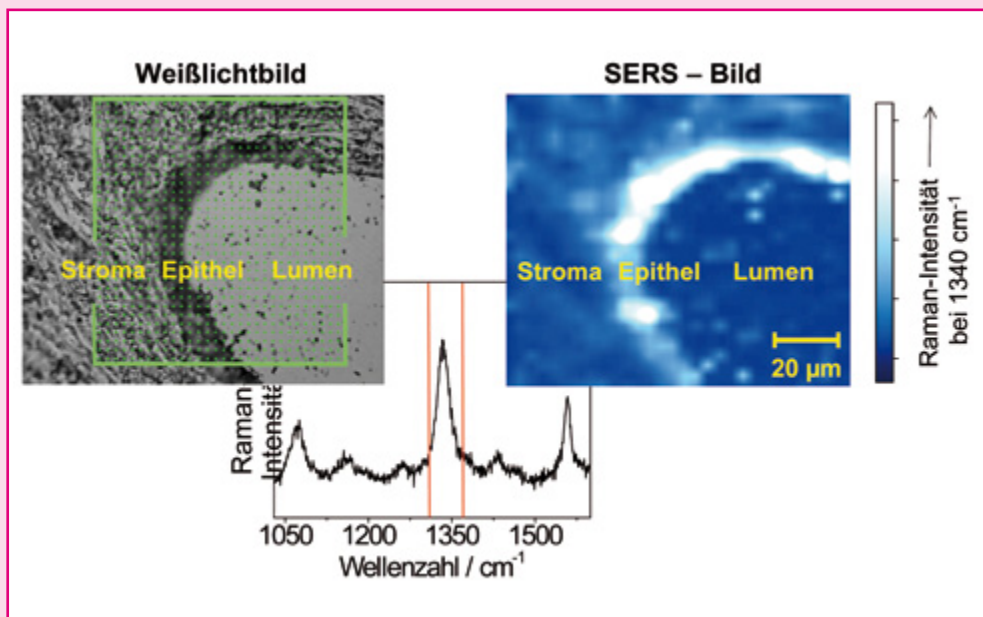 Weißlichtbild
SERS – Bild
Stroma Epithel Lumen
Stroma Epithel Lumen
20 µm
Raman-Intensität
bei 1340 cm⁻¹
Raman
Intensitä
1050 1200 1350 1500
Wellenzahl / cm⁻¹